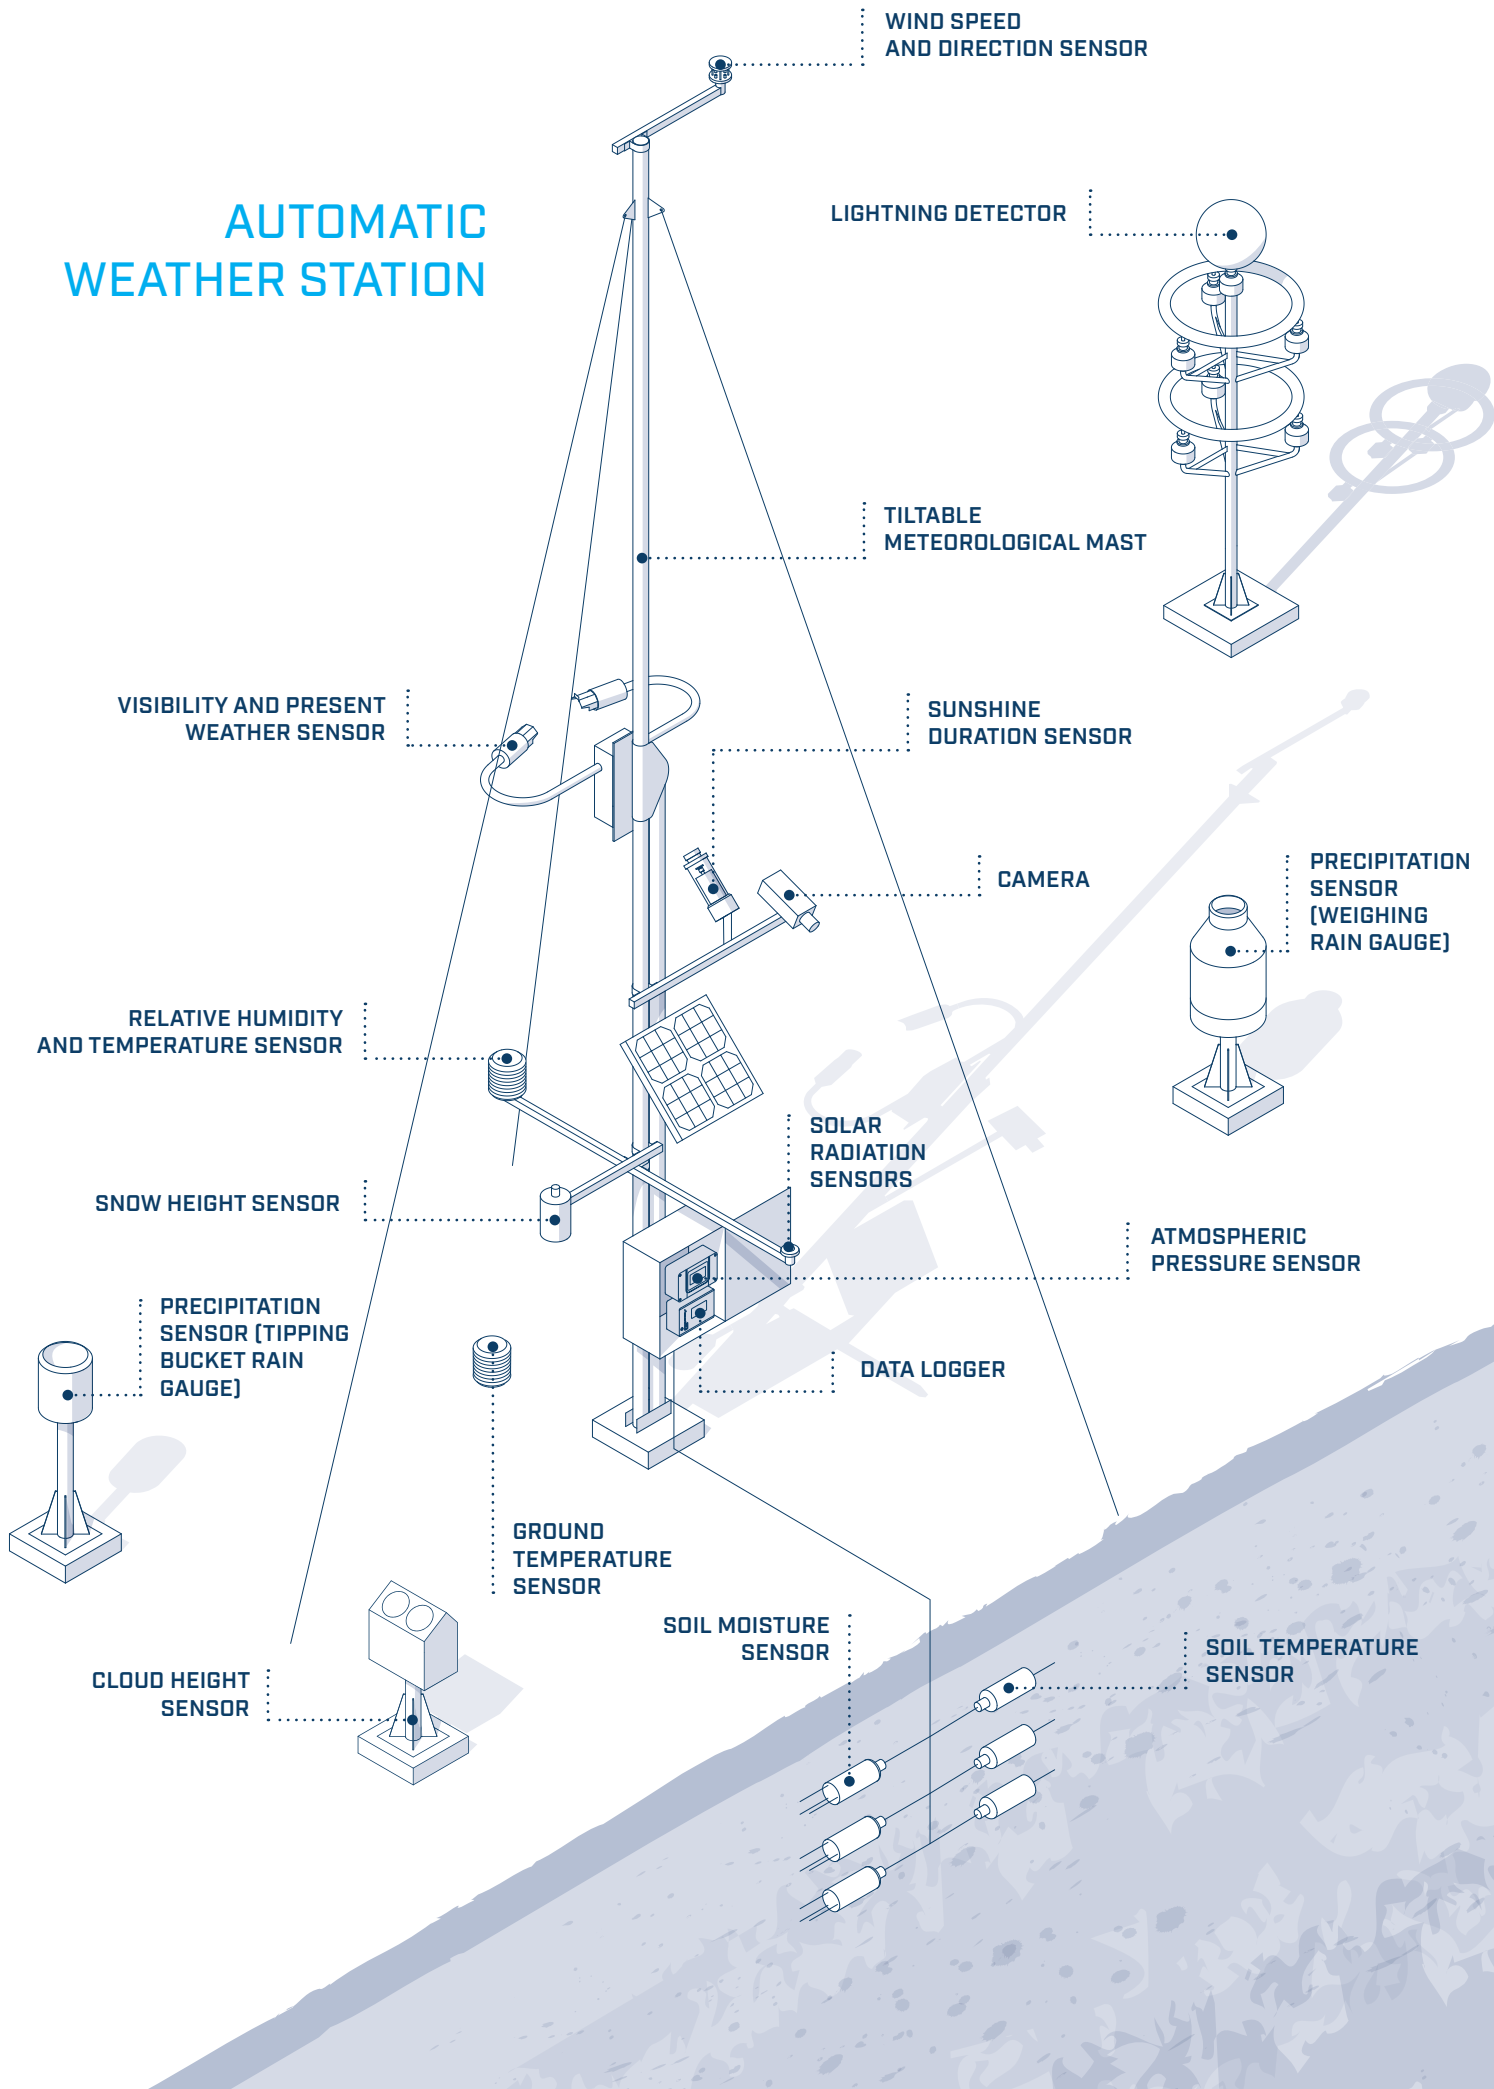 WIND SPEED
AND DIRECTION SENSOR
AUTOMATIC
WEATHER STATION
LIGHTNING DETECTOR
TILTABLE
METEOROLOGICAL MAST
VISIBILITY AND PRESENT
WEATHER SENSOR
SUNSHINE
DURATION SENSOR
CAMERA
PRECIPITATION
SENSOR
(WEIGHING
RAIN GAUGE)
RELATIVE HUMIDITY
AND TEMPERATURE SENSOR
SOLAR
RADIATION
SENSORS
SNOW HEIGHT SENSOR
ATMOSPHERIC
PRESSURE SENSOR
PRECIPITATION
SENSOR (TIPPING
BUCKET RAIN
GAUGE)
DATA LOGGER
GROUND
TEMPERATURE
SENSOR
SOIL MOISTURE
SENSOR
SOIL TEMPERATURE
SENSOR
CLOUD HEIGHT
SENSOR